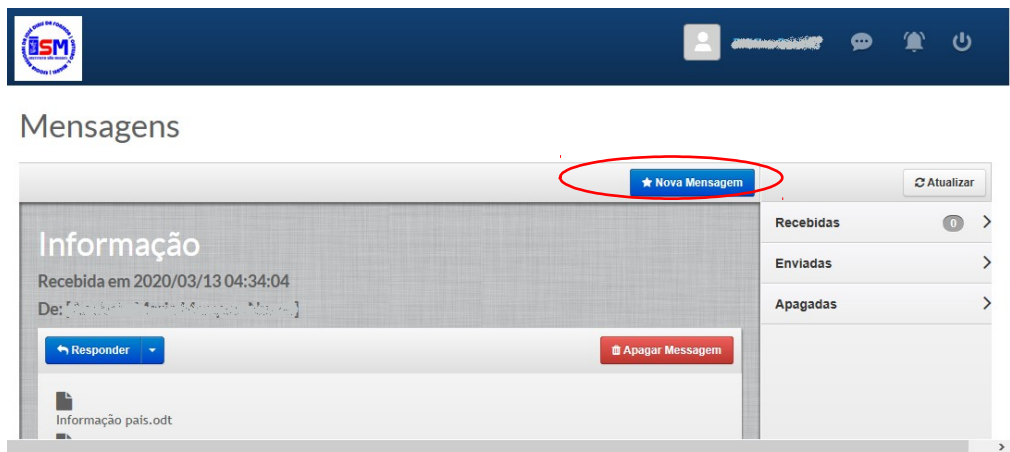 ISM
Mensagens
Nova Mensagem
Atualizar
Informação
Recebida em 2020/03/13 04:34:04
De: [ ]
Responder
Apagar Messagem
Informação pais.odt
Recebidas 0
Enviadas
Apagadas